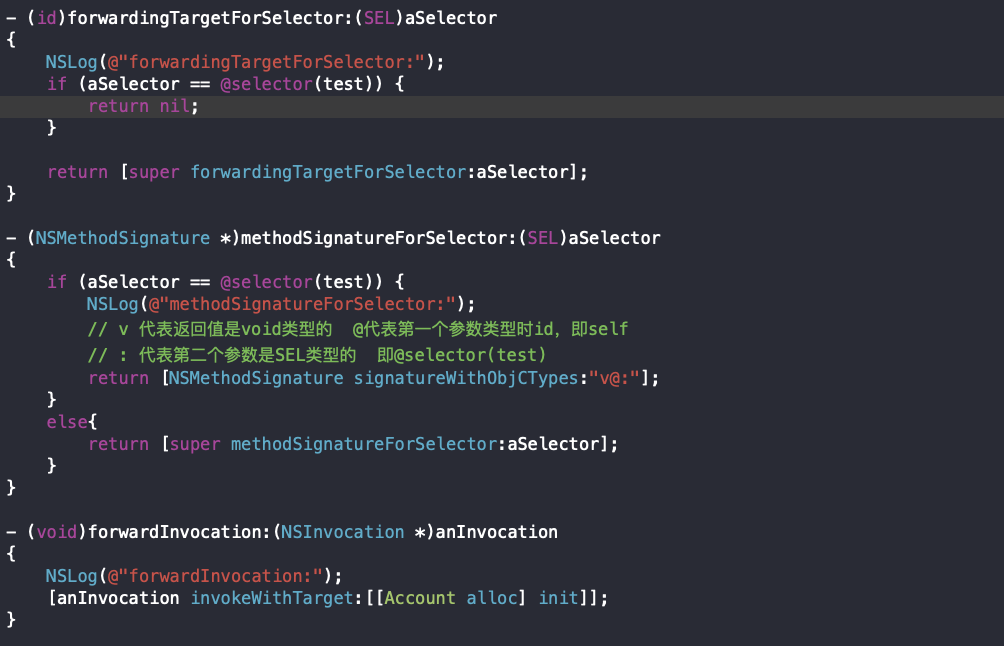 - (id)forwardingTargetForSelector:(SEL)aSelector
{
    NSLog(@"forwardingTargetForSelector:");
    if (aSelector == @selector(test)) {
        return nil;
    }
    return [super forwardingTargetForSelector:aSelector];
}
- (NSMethodSignature *)methodSignatureForSelector:(SEL)aSelector
{
    if (aSelector == @selector(test)) {
        NSLog(@"methodSignatureForSelector:");
        // v 代表返回值是void类型的  @代表第一个参数类型时id，即self
        // : 代表第二个参数是SEL类型的  即@selector(test)
        return [NSMethodSignature signatureWithObjCTypes:"v@:"];
    }
    else{
        return [super methodSignatureForSelector:aSelector];
    }
}
- (void)forwardInvocation:(NSInvocation *)anInvocation
{
    NSLog(@"forwardInvocation:");
    [anInvocation invokeWithTarget:[[Account alloc] init]];
}